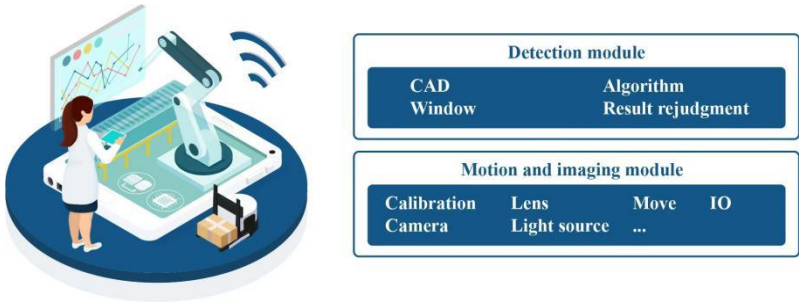 Detection module
CAD Algorithm
Window Result rejudgment
Motion and imaging module
Calibration Lens Move IO
Camera Light source ...